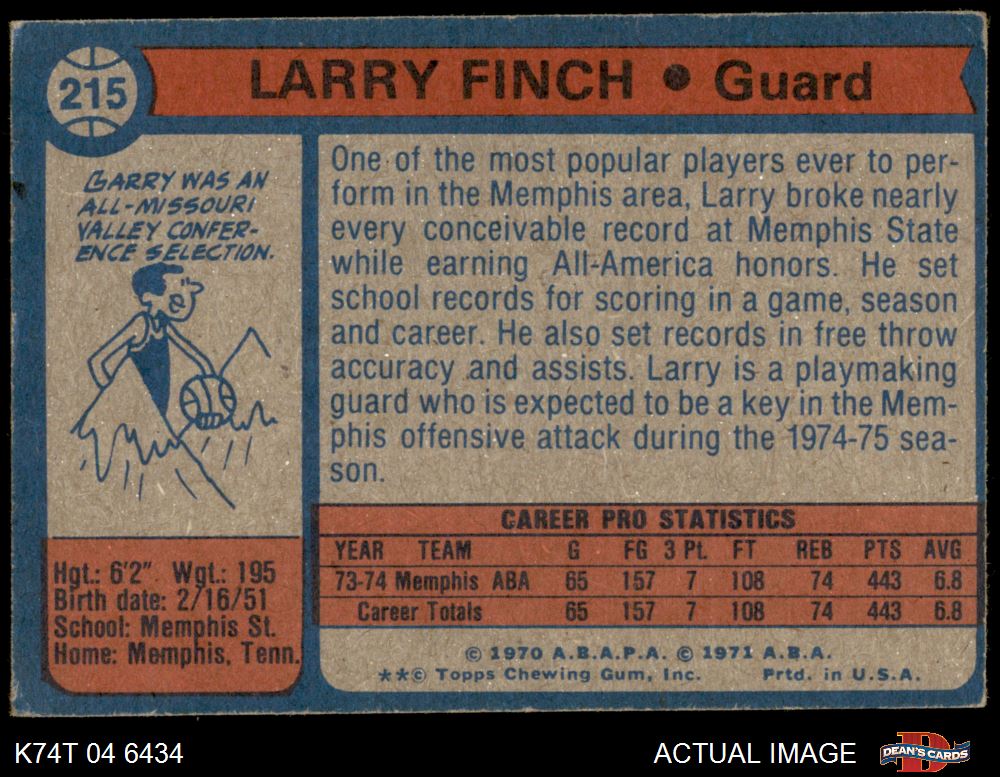 215
LARRY FINCH • Guard
GARRY WAS AN
ALL-MISSOURI
VALLEY CONFER-
ENCE SELECTION.
One of the most popular players ever to per-
form in the Memphis area, Larry broke nearly
every conceivable record at Memphis State
while earning All-America honors. He set
school records for scoring in a game, season
and career. He also set records in free throw
accuracy and assists. Larry is a playmaking
guard who is expected to be a key in the Mem-
phis offensive attack during the 1974-75 sea-
son.
Hgt.: 6'2" Wgt.: 195
Birth date: 2/16/51
School: Memphis St.
Home: Memphis, Tenn.
CAREER PRO STATISTICS
YEAR TEAM G FG 3 Pt. FT REB PTS AVG
73-74 Memphis ABA 65 157 7 108 74 443 6.8
Career Totals 65 157 7 108 74 443 6.8
© 1970 A.B.A.P.A. © 1971 A.B.A.
**© Topps Chewing Gum, Inc. Prtd. in U.S.A.
K74T 04 6434
ACTUAL IMAGE
D
DEAN'S CARDS